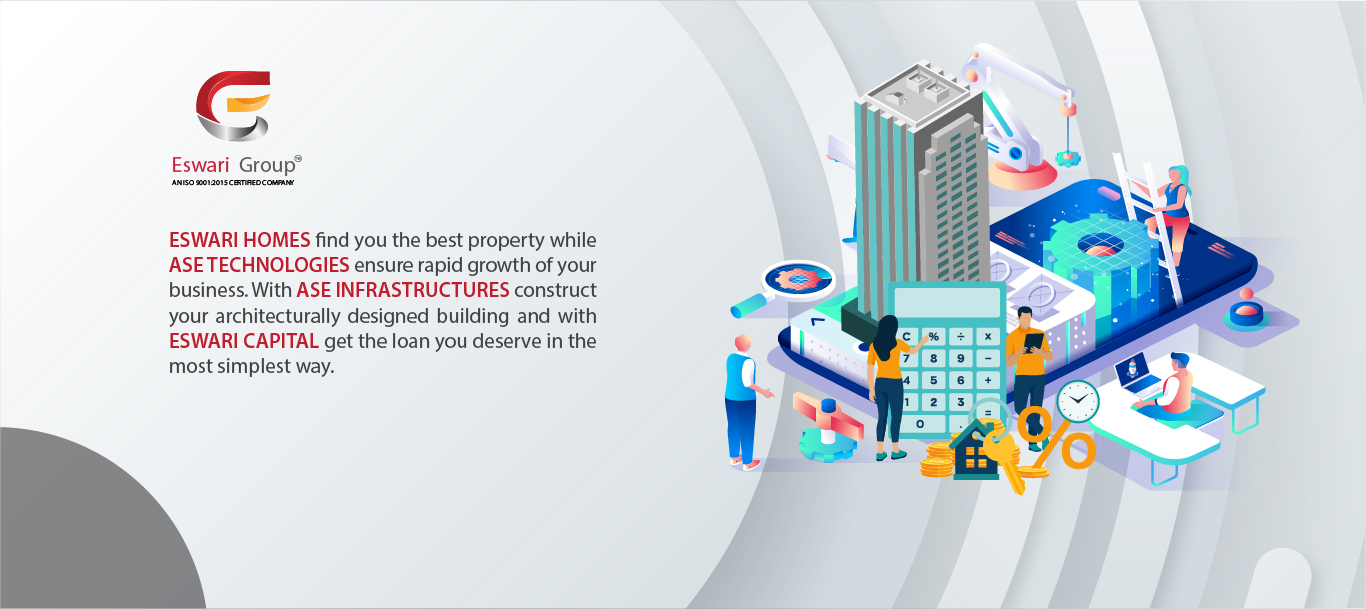 Eswari Group™
AN ISO 9001:2015 CERTIFIED COMPANY
ESWARI HOMES find you the best property while
ASE TECHNOLOGIES ensure rapid growth of your
business. With ASE INFRASTRUCTURES construct
your architecturally designed building and with
ESWARI CAPITAL get the loan you deserve in the
most simplest way.
C % ÷ x
7 8 9 −
4 5 6 +
1 2 3
0 . =
%